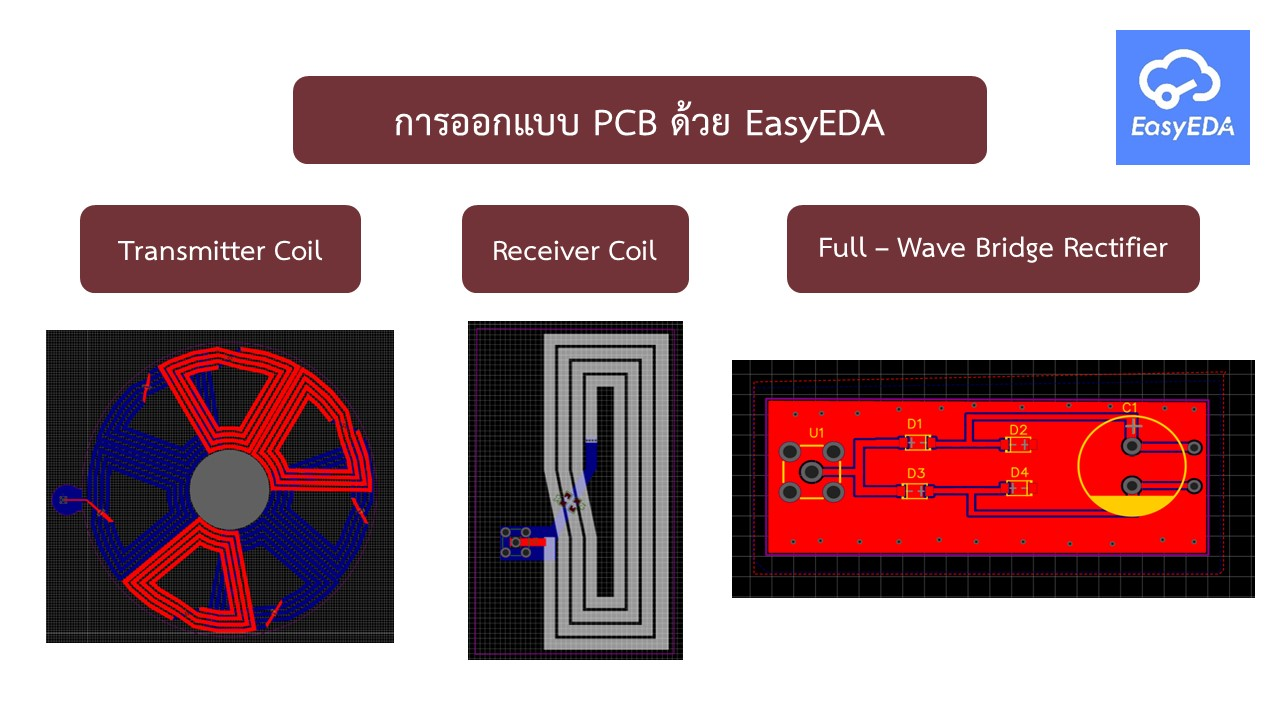 การออกแบบ PCB ด้วย EasyEDA
EasyEDA
Transmitter Coil
Receiver Coil
Full – Wave Bridge Rectifier
U1
D1
D2
C1
D3
D4